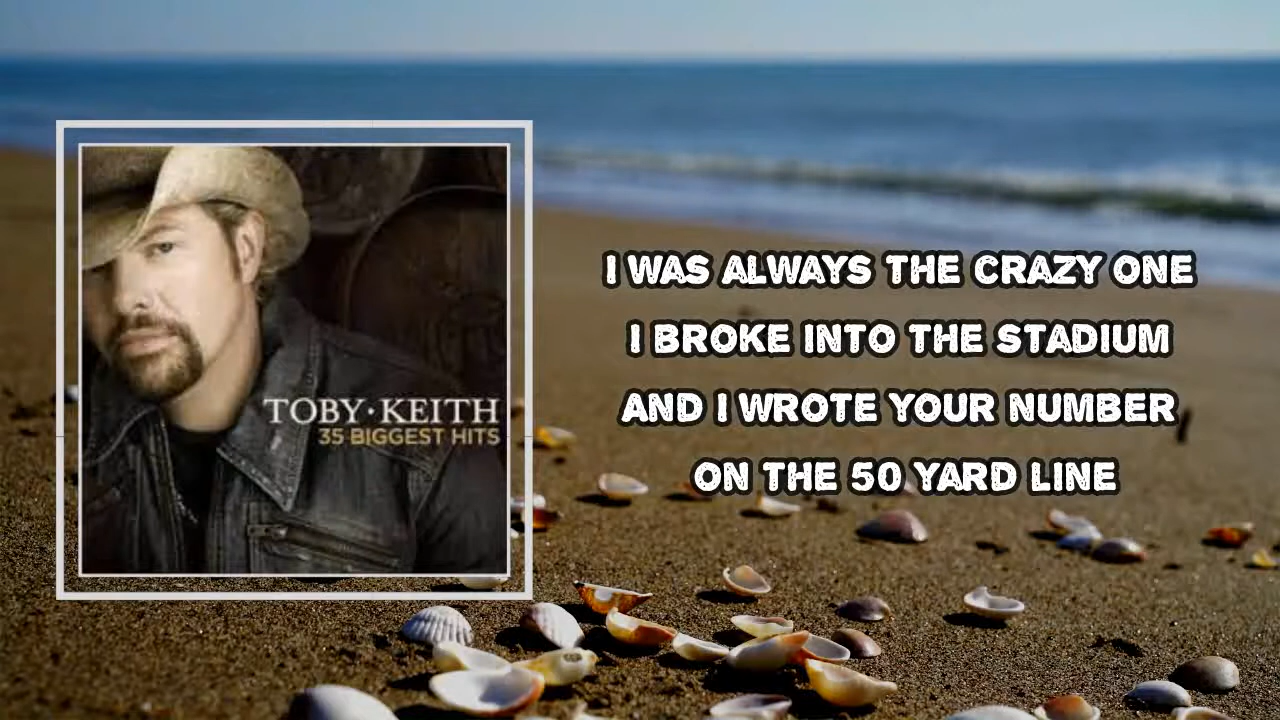 TOBY·KEITH
35 BIGGEST HITS
I WAS ALWAYS THE CRAZY ONE
I BROKE INTO THE STADIUM
AND I WROTE YOUR NUMBER
ON THE 50 YARD LINE